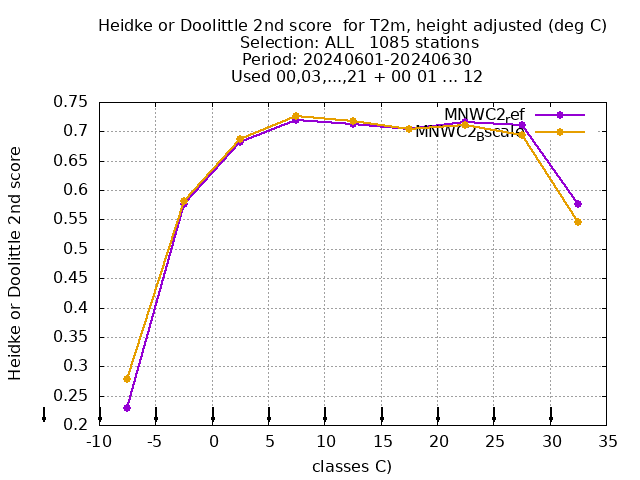 Heidke or Doolittle 2nd score  for T2m, height adjusted (deg C)
Selection: ALL   1085 stations
Period: 20240601-20240630
Used 00,03,...,21 + 00 01 ... 12
Heidke or Doolittle 2nd score
0.75
0.7
0.65
0.6
0.55
0.5
0.45
0.4
0.35
0.3
0.25
0.2
MNWC2ref
MNWC2Bscale
-10 -5 0 5 10 15 20 25 30 35
classes C)